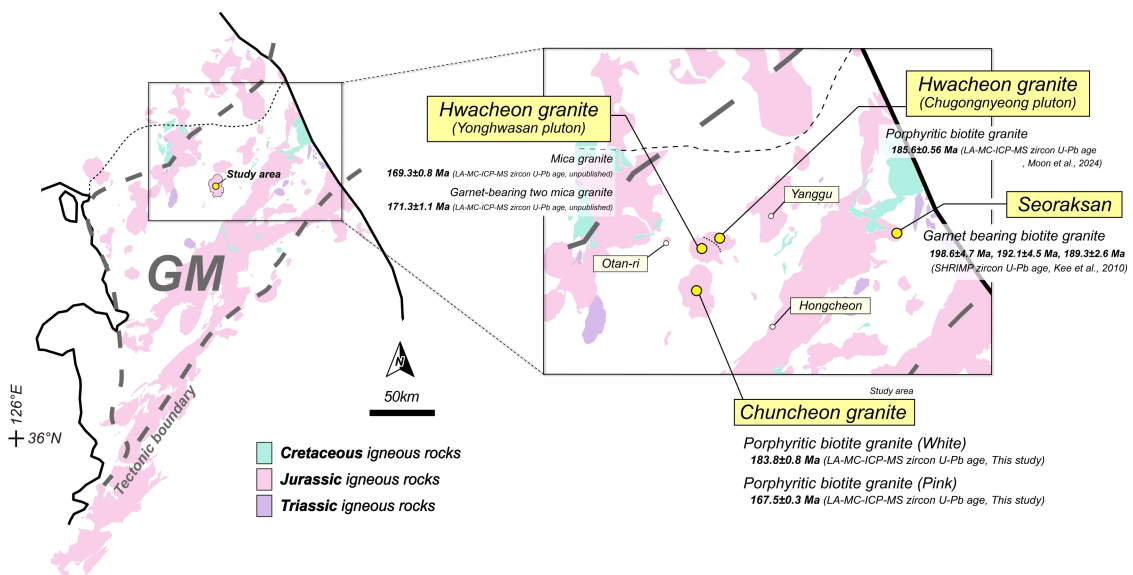 Study area
GM
Tectonic boundary
126°E
36°N
N
50km
Cretaceous igneous rocks
Jurassic igneous rocks
Triassic igneous rocks
Hwacheon granite
(Yonghwasan pluton)
Mica granite
169.3±0.8 Ma (LA-MC-ICP-MS zircon U-Pb age, unpublished)
Garnet-bearing two mica granite
171.3±1.1 Ma (LA-MC-ICP-MS zircon U-Pb age, unpublished)
Hwacheon granite
(Chugongnyeong pluton)
Porphyritic biotite granite
185.6±0.56 Ma (LA-MC-ICP-MS zircon U-Pb age
, Moon et al., 2024)
Yanggu
Seoraksan
Garnet bearing biotite granite
198.6±4.7 Ma, 192.1±4.5 Ma, 189.3±2.6 Ma
(SHRIMP zircon U-Pb age, Kee et al., 2010)
Otan-ri
Hongcheon
Study area
Chuncheon granite
Porphyritic biotite granite (White)
183.8±0.8 Ma (LA-MC-ICP-MS zircon U-Pb age, This study)
Porphyritic biotite granite (Pink)
167.5±0.3 Ma (LA-MC-ICP-MS zircon U-Pb age, This study)